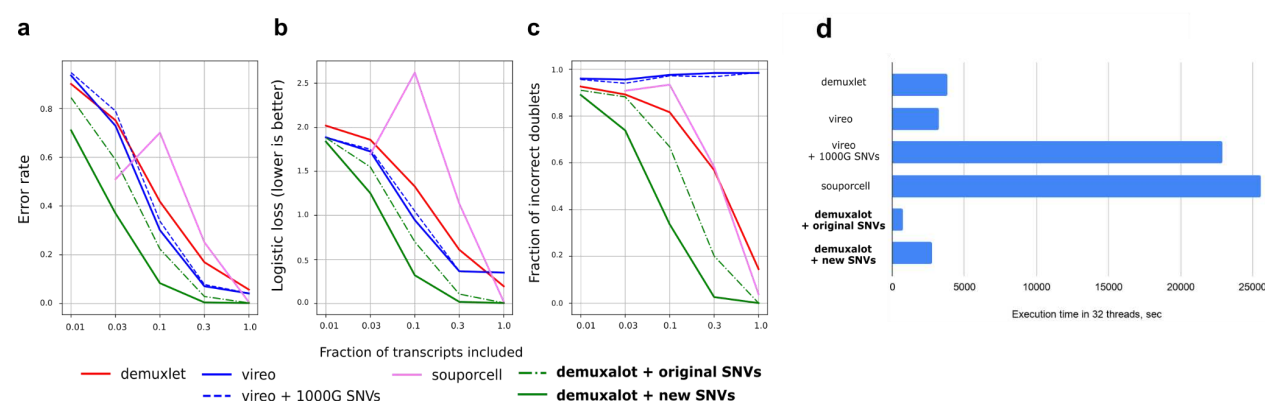 a
Error rate
0.8
0.6
0.4
0.2
0.0
0.01 0.03 0.1 0.3 1.0
b
Logistic loss (lower is better)
2.5
2.0
1.5
1.0
0.5
0.0
0.01 0.03 0.1 0.3 1.0
c
Fraction of incorrect doublets
1.0
0.8
0.6
0.4
0.2
0.0
0.01 0.03 0.1 0.3 1.0
Fraction of transcripts included
demuxlet
vireo
vireo + 1000G SNVs
souporcell
demuxalot + original SNVs
demuxalot + new SNVs
d
demuxlet
vireo
vireo
+ 1000G SNVs
souporcell
demuxalot
+ original SNVs
demuxalot
+ new SNVs
0 5000 10000 15000 20000 25000
Execution time in 32 threads, sec